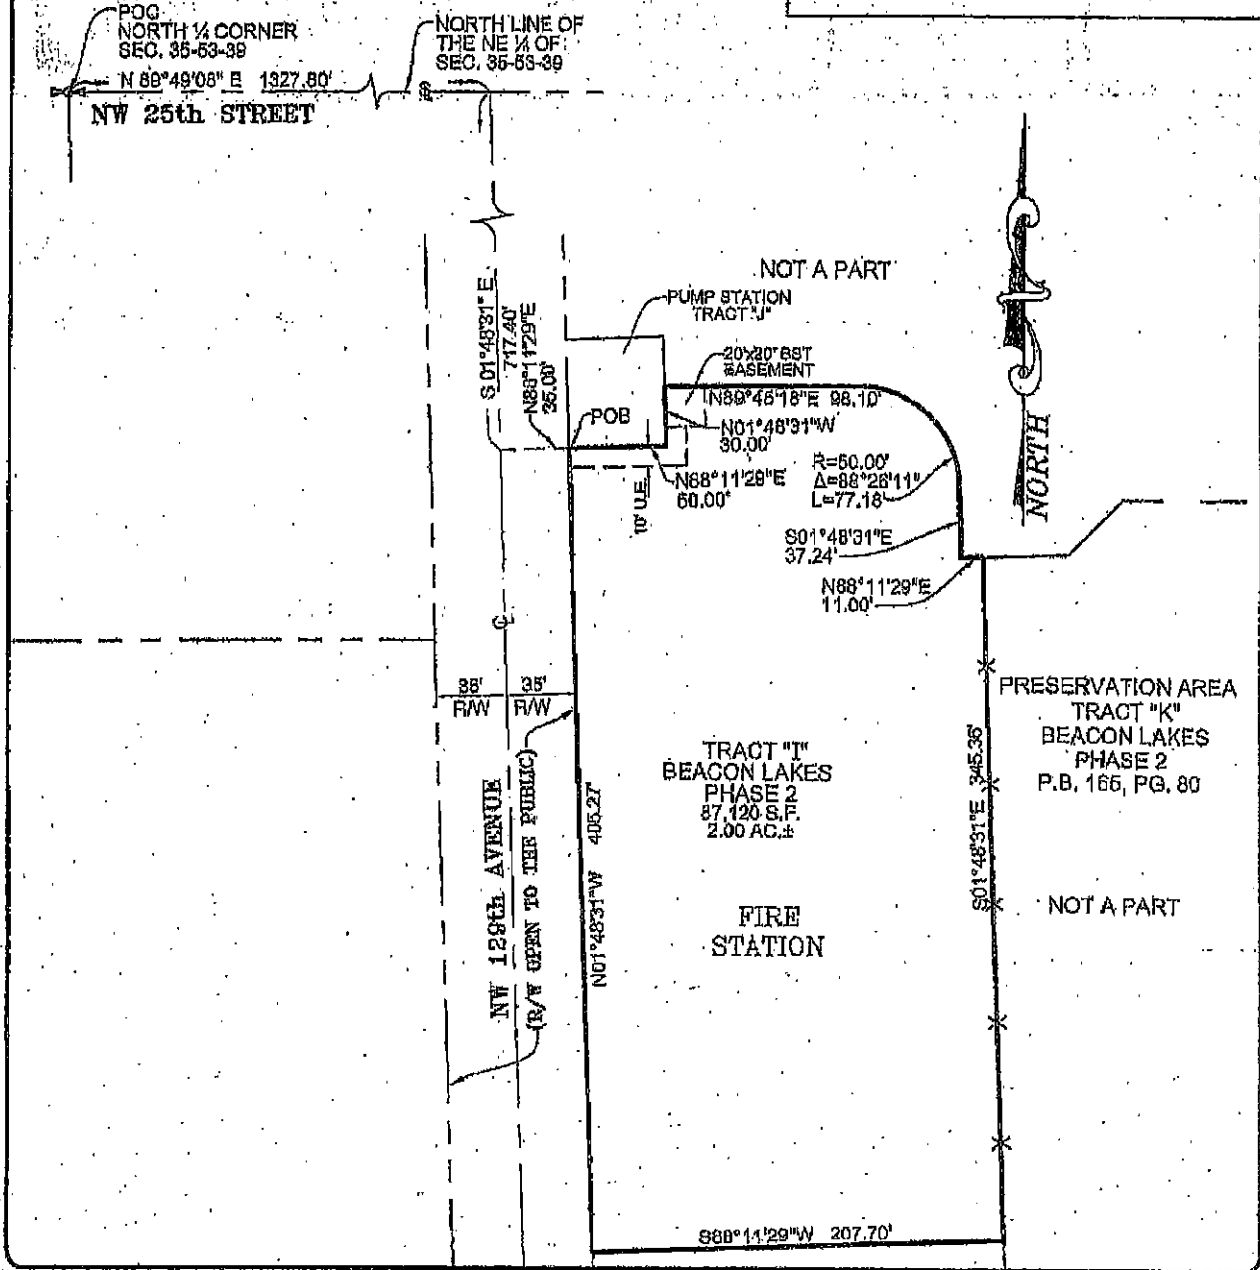 POC
NORTH ¼ CORNER
SEC. 35-53-39
NORTH LINE OF
THE NE ¼ OF
SEC. 35-53-39
N 89°49'08" E 1327.80'
NW 25th STREET
NOT A PART
PUMP STATION
TRACT "J"
S 01°48'31" E
717.40'
N88°11'29"E
35.00'
20'x20' BST
EASEMENT
N89°45'18"E 98.10'
POB
N01°48'31"W
30.00'
N88°11'29"E
60.00'
10' U.E.
R=50.00'
Δ=88°26'11"
L=77.18'
S01°48'31"E
37.24'
N88°11'29"E
11.00'
NORTH
35' 35'
R/W R/W
PRESERVATION AREA
TRACT "K"
BEACON LAKES
PHASE 2
P.B. 165, PG. 80
TRACT "I"
BEACON LAKES
PHASE 2
87,120 S.F.
2.00 AC.±
NW 129th AVENUE
(R/W OPEN TO THE PUBLIC)
N01°48'31"W 405.27'
S01°48'31"E 345.36'
NOT A PART
FIRE
STATION
S88°11'29"W 207.70'